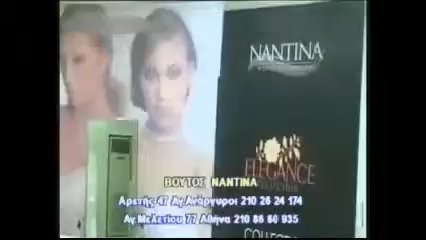 NANTINA
ELEGANCE
ΒΟΥΤΟΣ NANTINA
Αρετής 47 Αγ.Ανάργυροι 210 26 24 174
Αγ.Μελετίου 77 Αθήνα 210 86 60 935